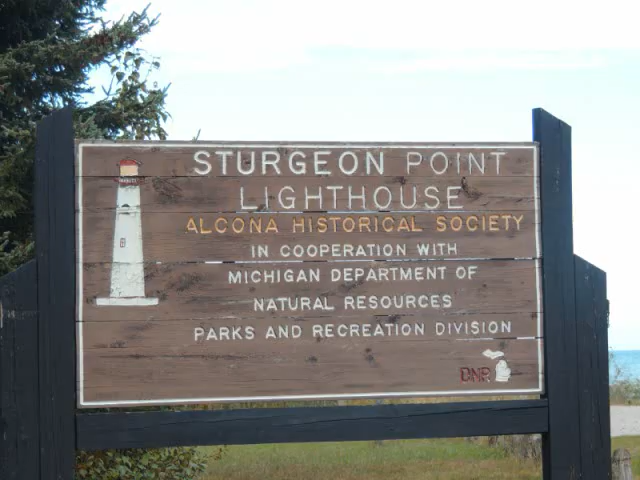 STURGEON POINT
LIGHTHOUSE
ALCONA HISTORICAL SOCIETY
IN COOPERATION WITH
MICHIGAN DEPARTMENT OF
NATURAL RESOURCES
PARKS AND RECREATION DIVISION
DNR